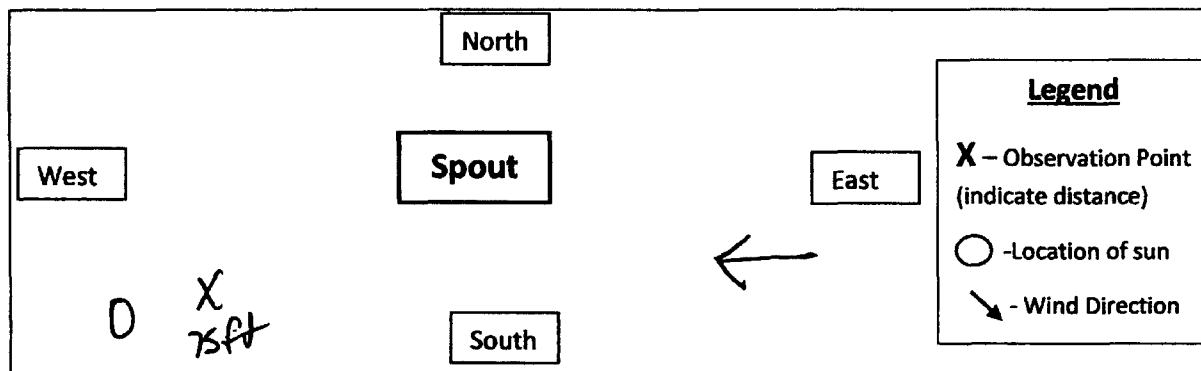 North
Legend
West
Spout
East
X – Observation Point
(indicate distance)
O -Location of sun
- Wind Direction
X
75ft
O
South